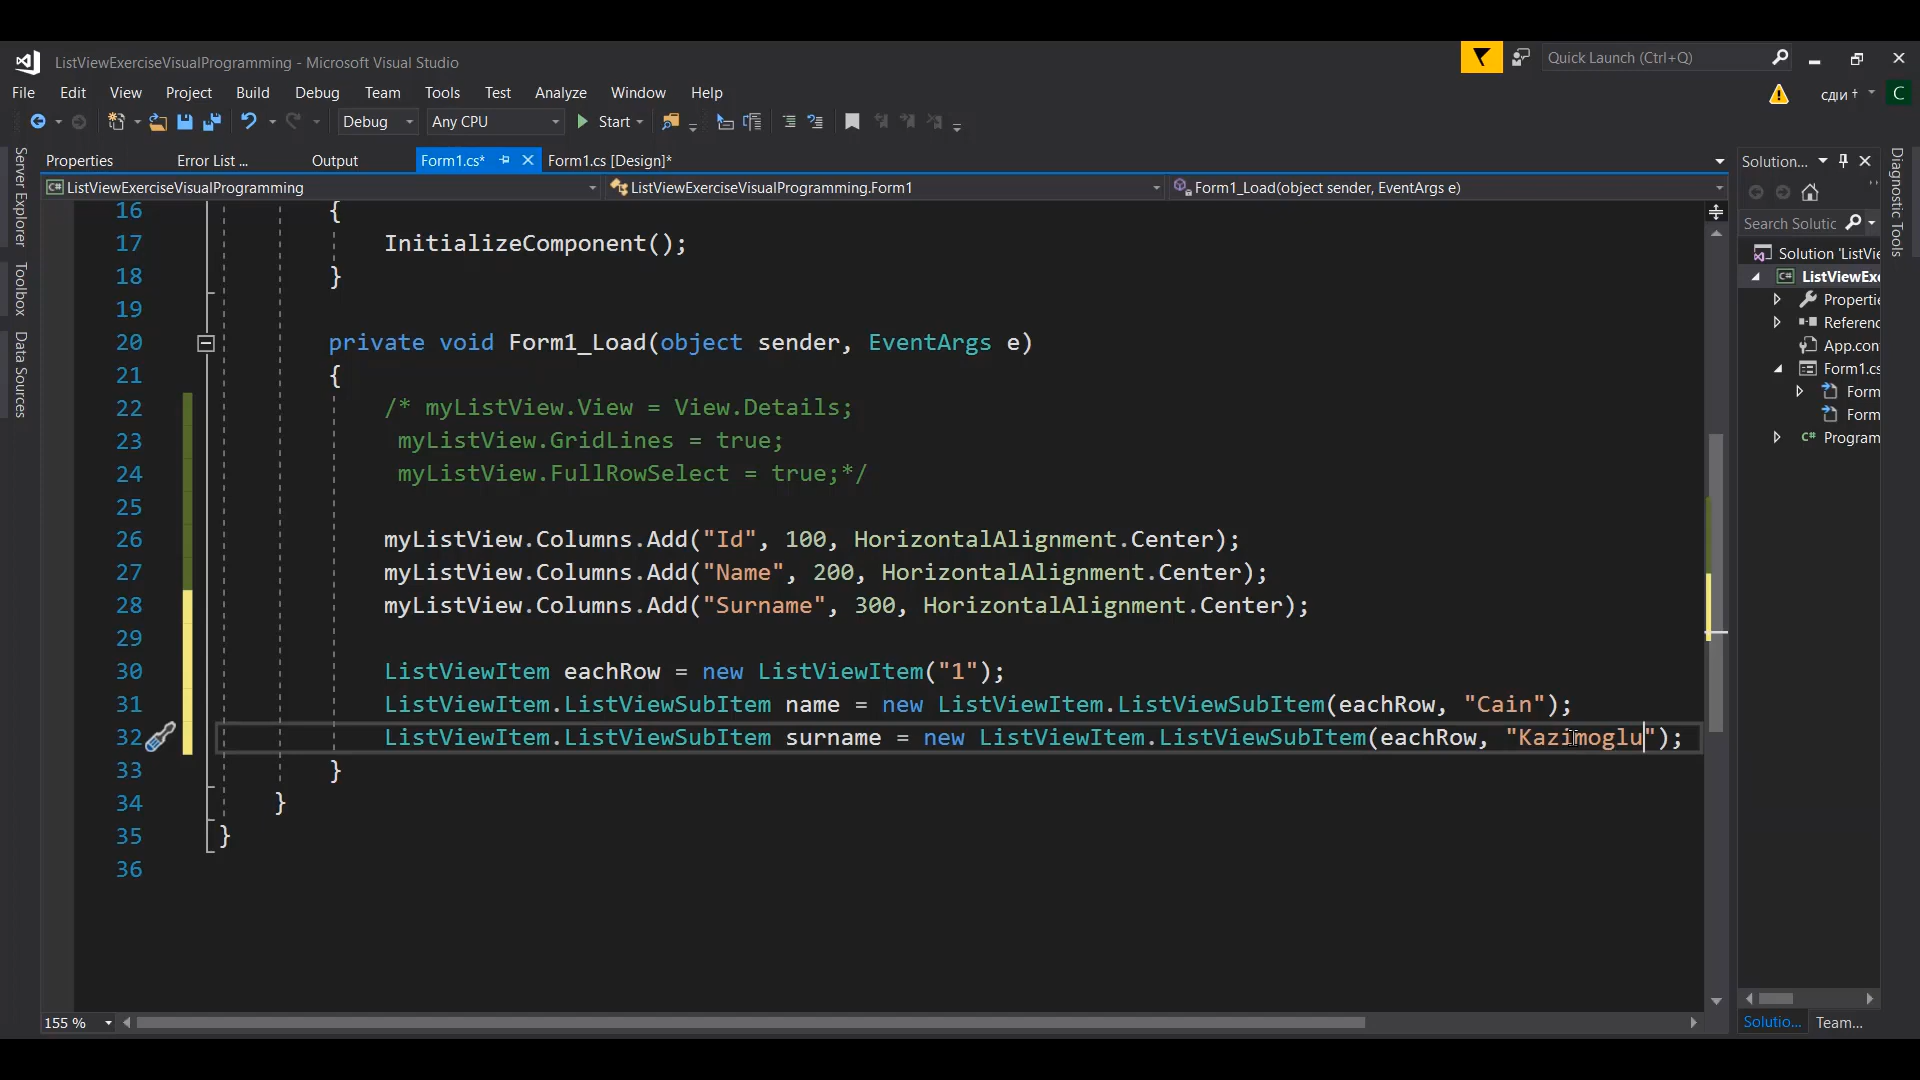 ListViewExerciseVisualProgramming - Microsoft Visual Studio
Quick Launch (Ctrl+Q)
File Edit View Project Build Debug Team Tools Test Analyze Window Help
C
Debug Any CPU Start
Properties Error List ... Output Form1.cs* Form1.cs [Design]*
Solution...
ListViewExerciseVisualProgramming ListViewExerciseVisualProgramming.Form1 Form1_Load(object sender, EventArgs e)
Server Explorer
Toolbox
Data Sources
16 {
17 InitializeComponent();
18 }
19
20 private void Form1_Load(object sender, EventArgs e)
21 {
22 /* myListView.View = View.Details;
23 myListView.GridLines = true;
24 myListView.FullRowSelect = true;*/
25
26 myListView.Columns.Add("Id", 100, HorizontalAlignment.Center);
27 myListView.Columns.Add("Name", 200, HorizontalAlignment.Center);
28 myListView.Columns.Add("Surname", 300, HorizontalAlignment.Center);
29
30 ListViewItem eachRow = new ListViewItem("1");
31 ListViewItem.ListViewSubItem name = new ListViewItem.ListViewSubItem(eachRow, "Cain");
32 ListViewItem.ListViewSubItem surname = new ListViewItem.ListViewSubItem(eachRow, "Kazimoglu");
33 }
34 }
35 }
36
155 %
Search Solutic
Solution 'ListVie
C# ListViewExe
Propertie
Referenc
App.con
Form1.cs
Form
Form
C# Program
Solutio... Team...
Diagnostic Tools